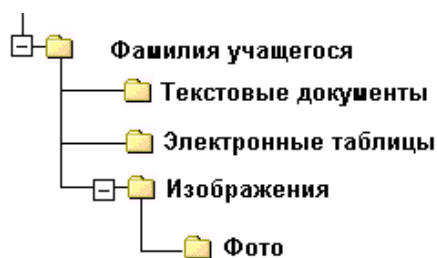 Фамилия учащегося
Текстовые документы
Электронные таблицы
Изображения
Фото